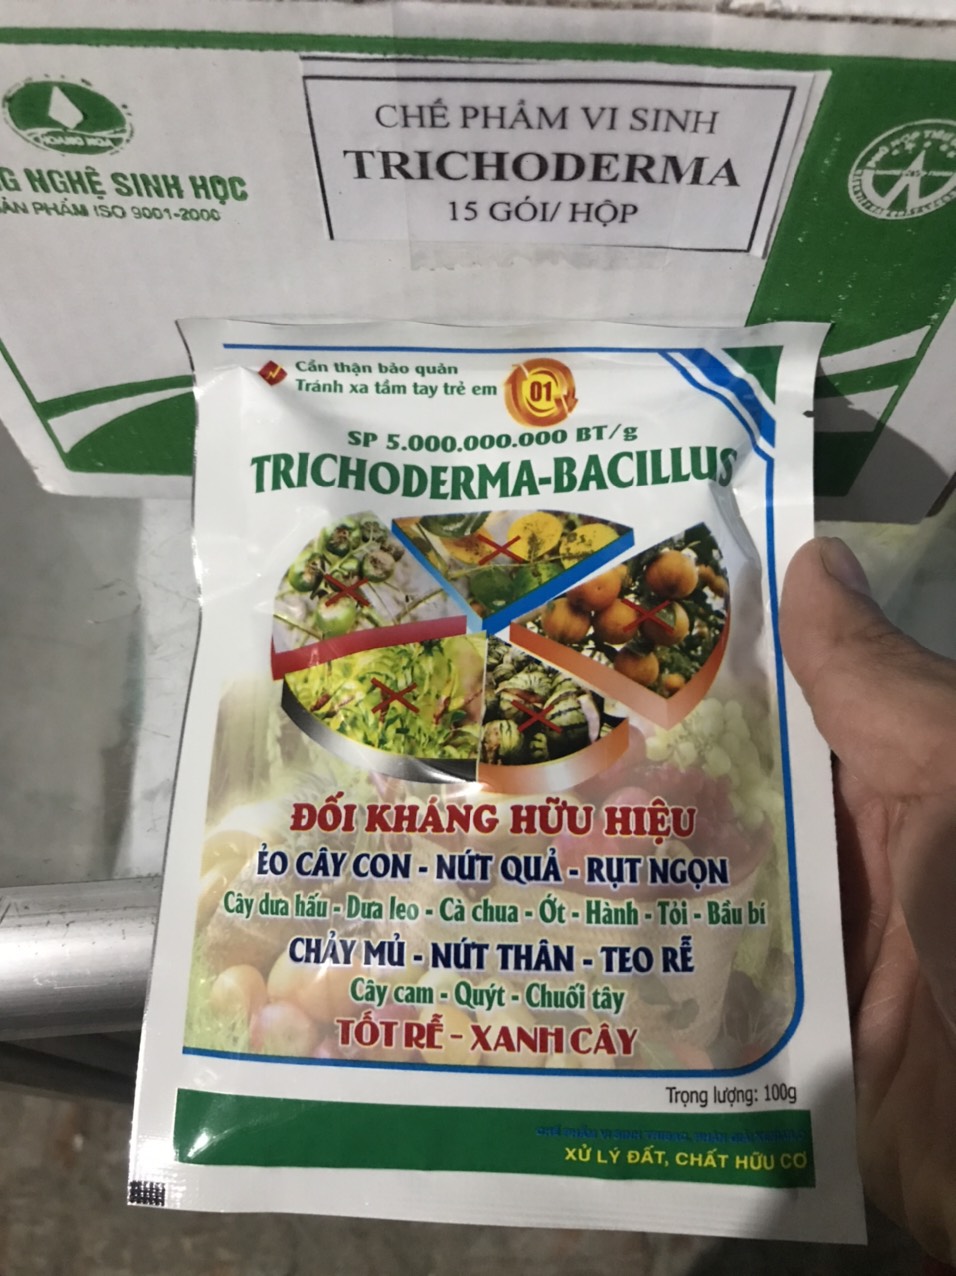 HOANG HOA
G NGHỆ SINH HỌC
ẢN PHẨM ISO 9001-2000
CHẾ PHẨM VI SINH
TRICHODERMA
15 GÓI/ HỘP
Cẩn thận bảo quản
Tránh xa tầm tay trẻ em
01
SP 5.000.000.000 BT/g
TRICHODERMA-BACILLUS
ĐỐI KHÁNG HỮU HIỆU
ẺO CÂY CON - NỨT QUẢ - RỤT NGỌN
Cây dưa hấu - Dưa leo - Cà chua - Ớt - Hành - Tỏi - Bầu bí
CHẢY MỦ - NỨT THÂN - TEO RỄ
Cây cam - Quýt - Chuối tây
TỐT RỄ - XANH CÂY
Trọng lượng: 100g
XỬ LÝ ĐẤT, CHẤT HỮU CƠ